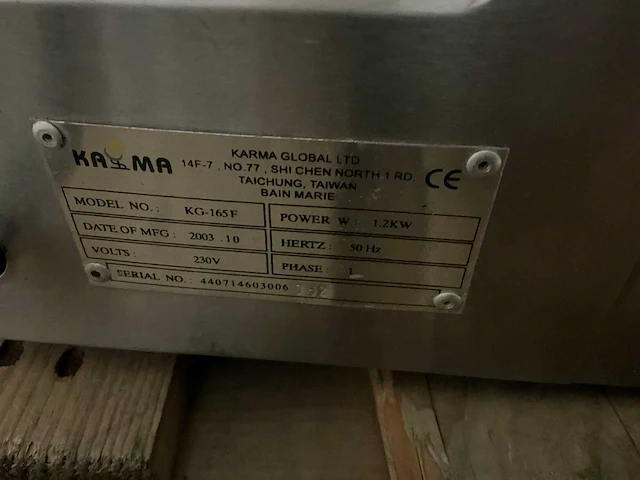 KARMA
KARMA GLOBAL LTD
14F-7 , NO.77 , SHI CHEN NORTH 1 RD.
TAICHUNG, TAIWAN
BAIN MARIE
CE
MODEL NO.: KG-165F
POWER W : 1.2KW
DATE OF MFG : 2003 .10
HERTZ : 50 Hz
VOLTS : 230V
PHASE : 1
SERIAL NO.: 440714603006